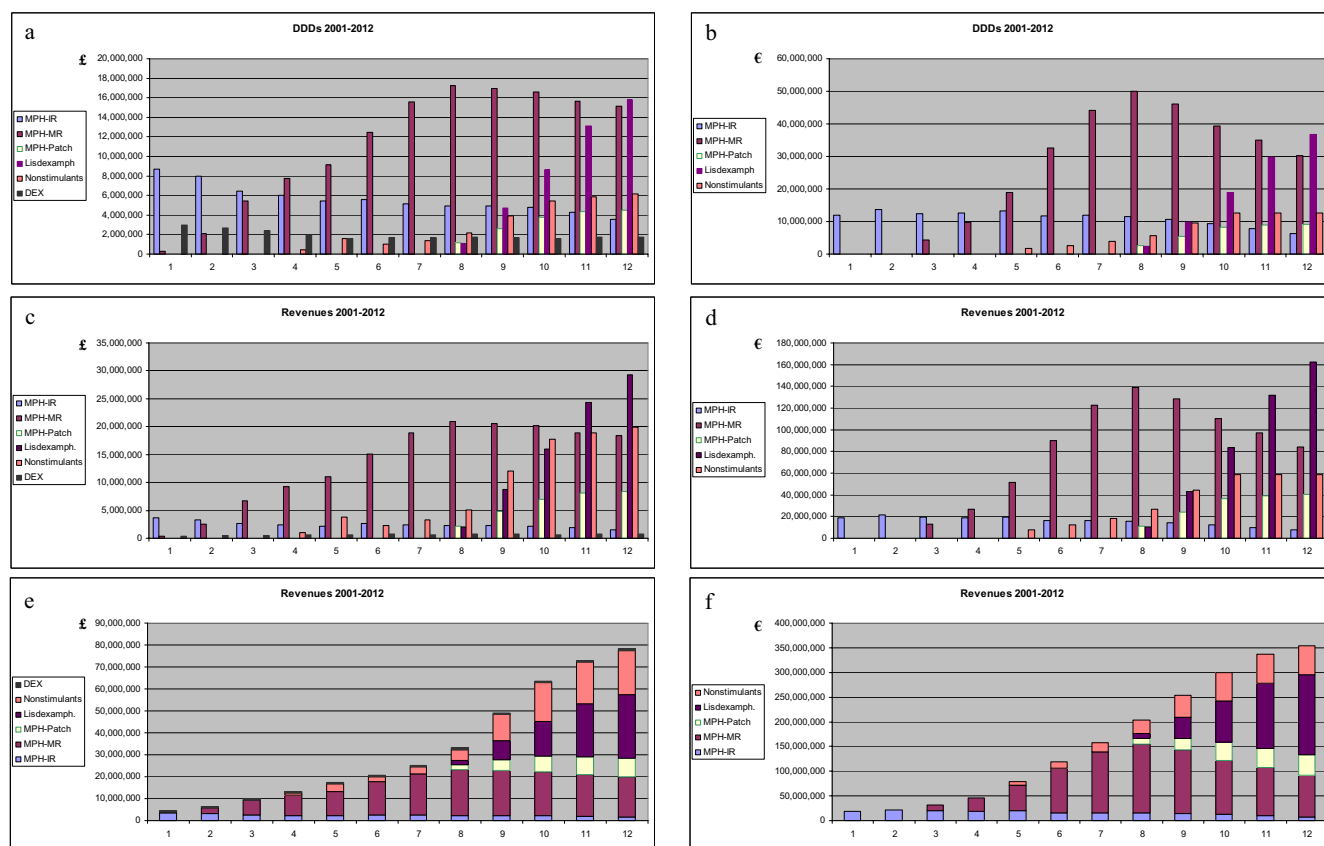 a
DDDs 2001-2012
£
20,000,000
18,000,000
16,000,000
14,000,000
12,000,000
10,000,000
8,000,000
6,000,000
4,000,000
2,000,000
0
MPH-IR
MPH-MR
MPH-Patch
Lisdexamph
Nonstimulants
DEX
1 2 3 4 5 6 7 8 9 10 11 12
b
DDDs 2001-2012
€
60,000,000
50,000,000
40,000,000
30,000,000
20,000,000
10,000,000
0
MPH-IR
MPH-MR
MPH-Patch
Lisdexamph
Nonstimulants
1 2 3 4 5 6 7 8 9 10 11 12
c
Revenues 2001-2012
£
35,000,000
30,000,000
25,000,000
20,000,000
15,000,000
10,000,000
5,000,000
0
MPH-IR
MPH-MR
MPH-Patch
Lisdexamph.
Nonstimulants
DEX
1 2 3 4 5 6 7 8 9 10 11 12
d
Revenues 2001-2012
€
180,000,000
160,000,000
140,000,000
120,000,000
100,000,000
80,000,000
60,000,000
40,000,000
20,000,000
0
MPH-IR
MPH-MR
MPH-Patch
Lisdexamph.
Nonstimulants
1 2 3 4 5 6 7 8 9 10 11 12
e
Revenues 2001-2012
£
90,000,000
80,000,000
70,000,000
60,000,000
50,000,000
40,000,000
30,000,000
20,000,000
10,000,000
0
DEX
Nonstimulants
Lisdexamph.
MPH-Patch
MPH-MR
MPH-IR
1 2 3 4 5 6 7 8 9 10 11 12
f
Revenues 2001-2012
€
400,000,000
350,000,000
300,000,000
250,000,000
200,000,000
150,000,000
100,000,000
50,000,000
0
Nonstimulants
Lisdexamph.
MPH-Patch
MPH-MR
MPH-IR
1 2 3 4 5 6 7 8 9 10 11 12